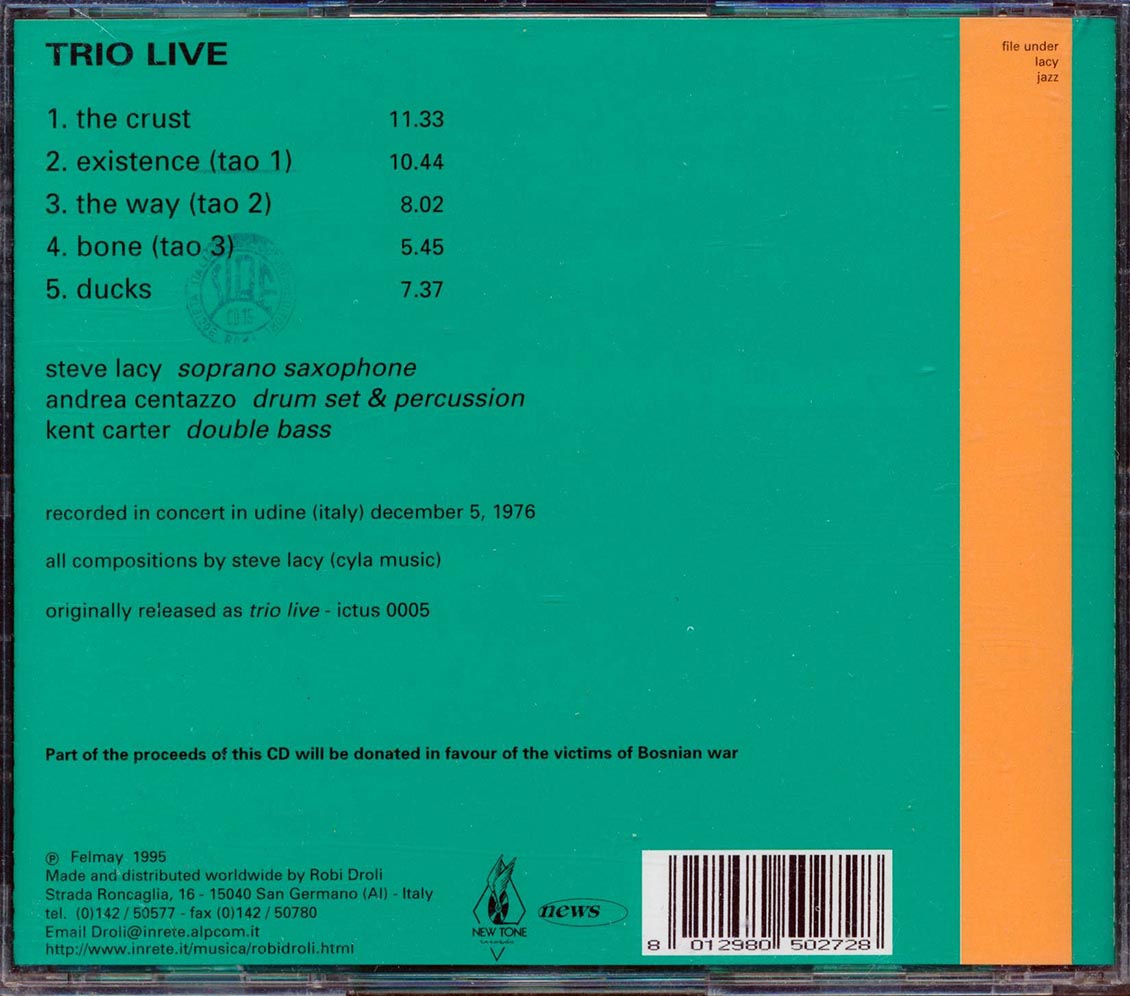 TRIO LIVE
file under
lacy
jazz
1. the crust 11.33
2. existence (tao 1) 10.44
3. the way (tao 2) 8.02
4. bone (tao 3) 5.45
5. ducks 7.37
CD 15
steve lacy soprano saxophone
andrea centazzo drum set & percussion
kent carter double bass
recorded in concert in udine (italy) december 5, 1976
all compositions by steve lacy (cyla music)
originally released as trio live - ictus 0005
Part of the proceeds of this CD will be donated in favour of the victims of Bosnian war
℗ Felmay 1995
Made and distributed worldwide by Robi Droli
Strada Roncaglia, 16 - 15040 San Germano (Al) - Italy
tel. (0)142 / 50577 - fax (0)142 / 50780
Email Droli@inrete.alpcom.it
http://www.inrete.it/musica/robidroli.html
NEW TONE
news
8 012980 502728